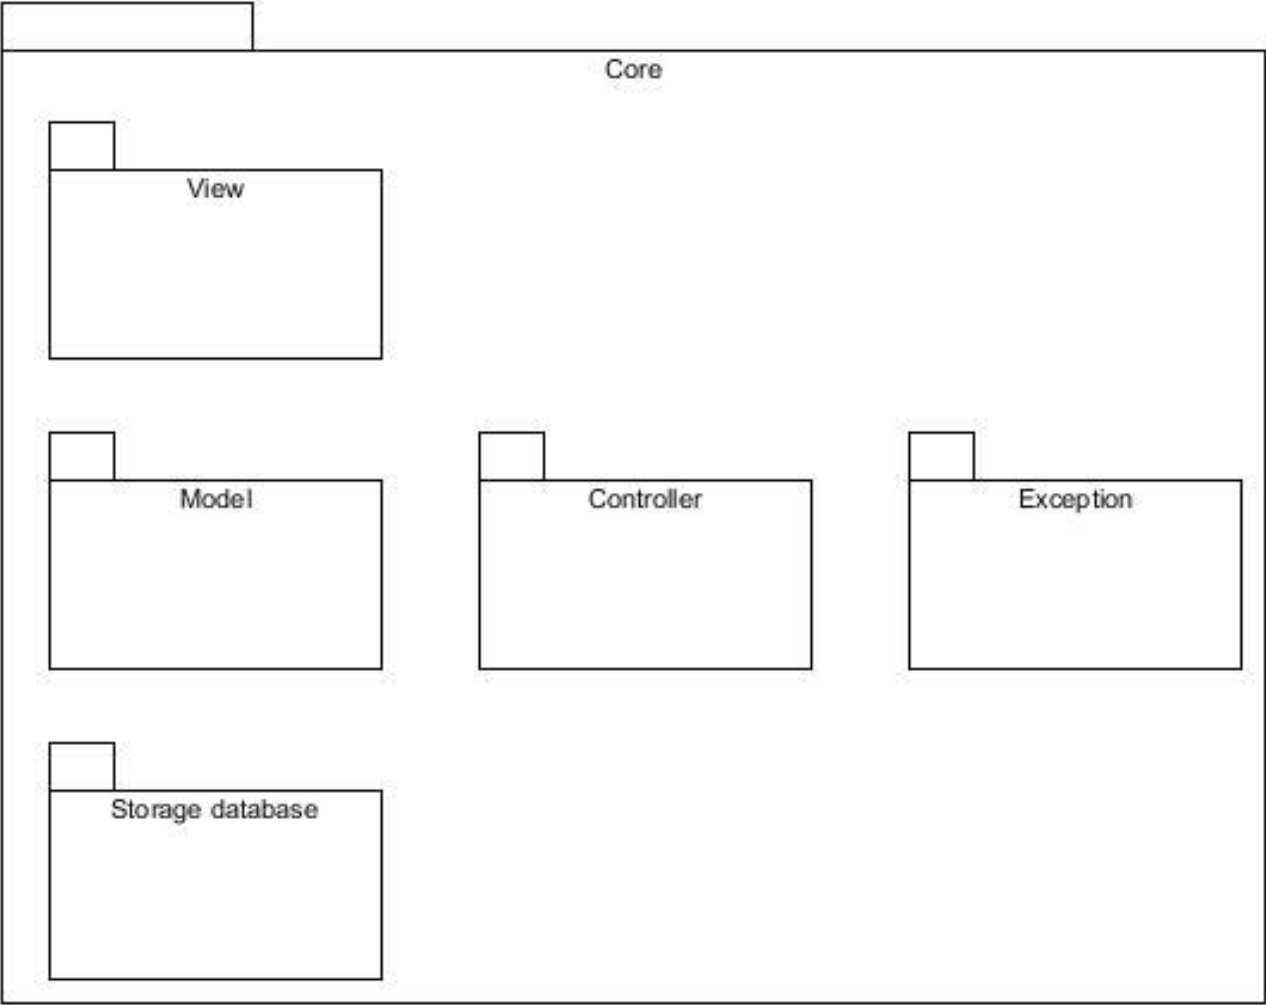 Core
View
Model
Controller
Exception
Storage database